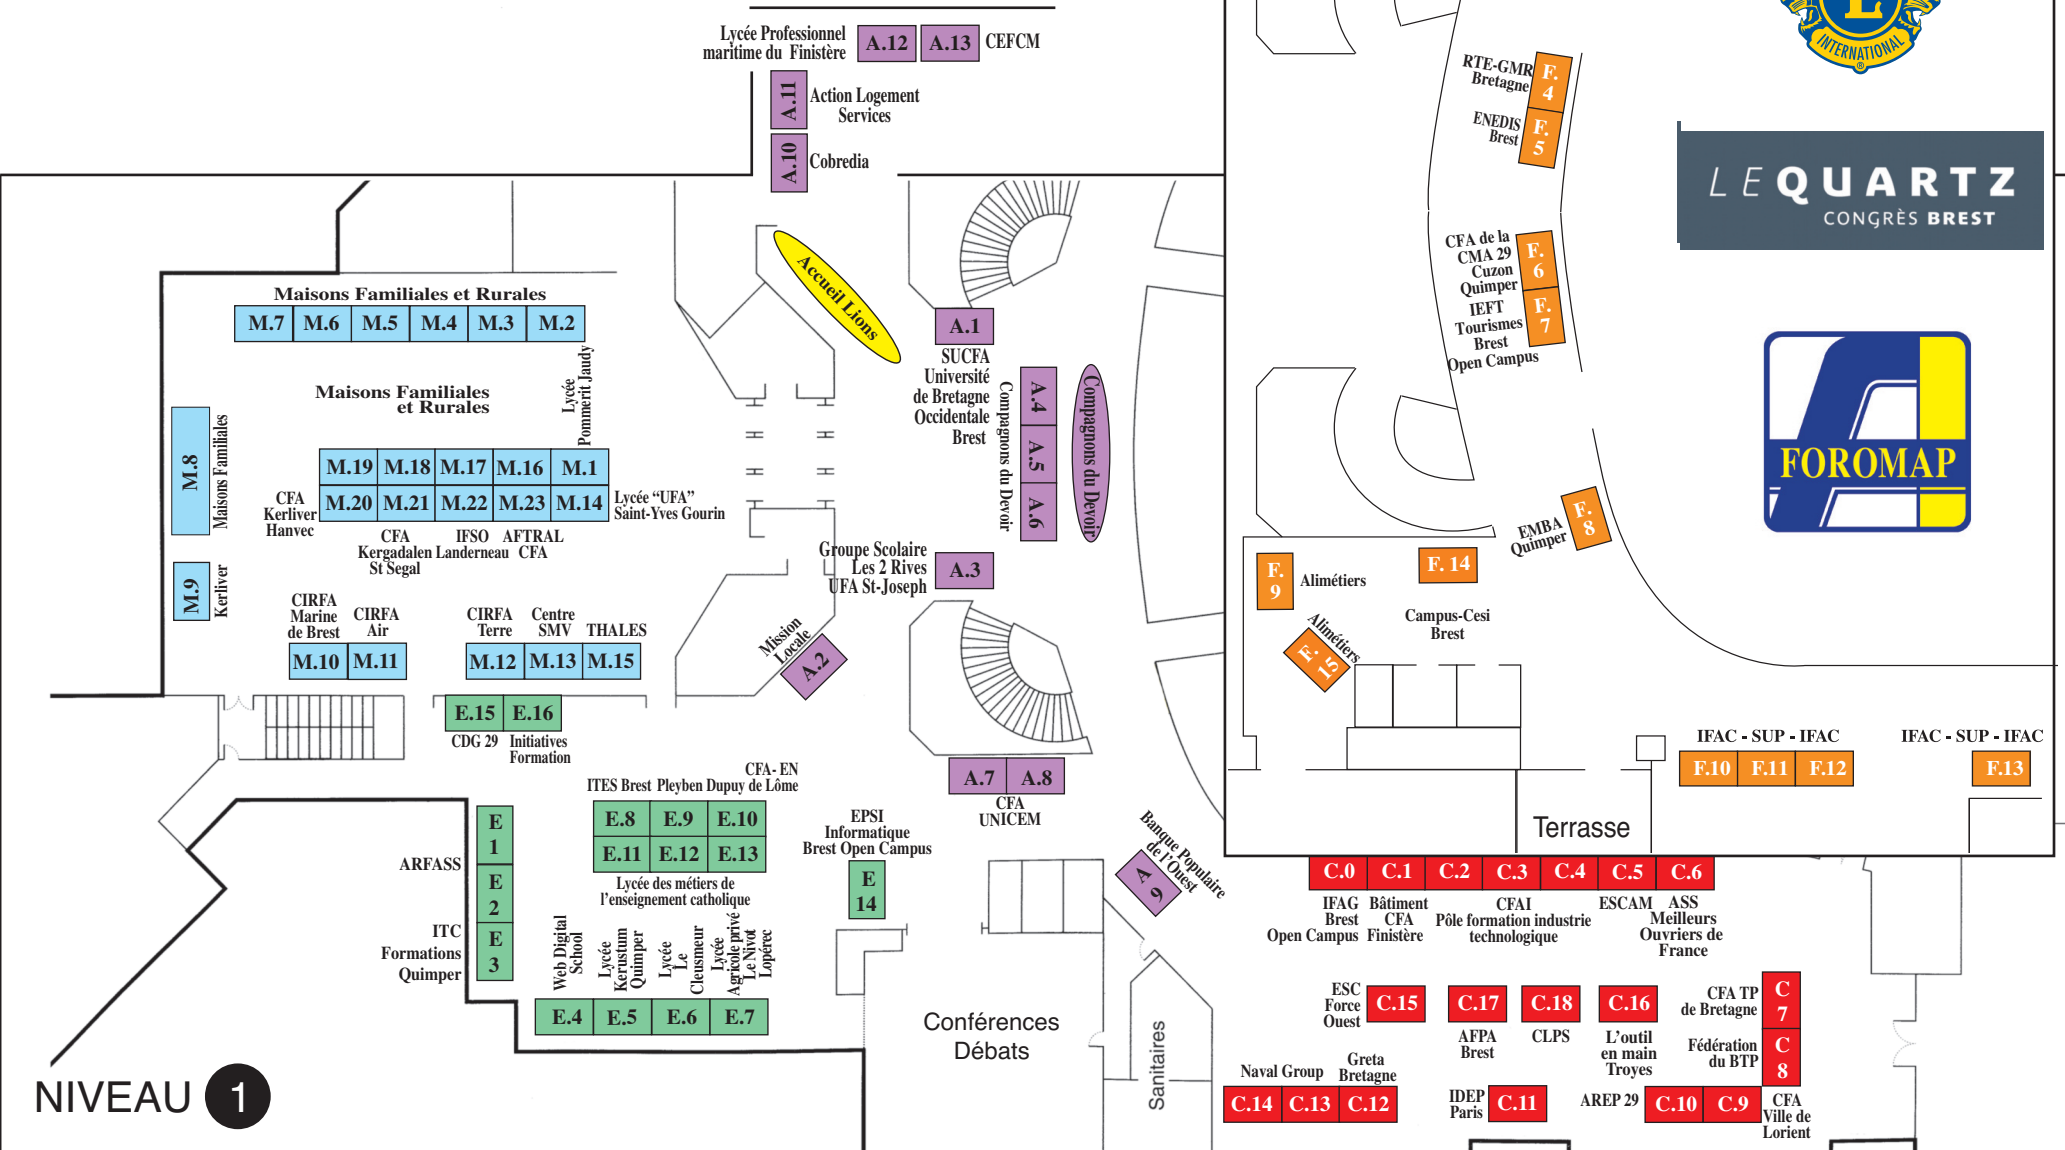 Lycée Professionnel
maritime du Finistère
A.12
A.13
CEFCM
A.11
Action Logement
Services
A.10
Cobredia
Accueil Lions
A.1
SUCFA
Université
de Bretagne
Occidentale
Brest
Compagnons du Devoir
A.4
A.5
A.6
Compagnons du Devoir
Groupe Scolaire
Les 2 Rives
UFA St-Joseph
A.3
Mission
Locale
A.2
A.7
A.8
CFA
UNICEM
Banque Populaire
de l'Ouest
A
9
Maisons Familiales et Rurales
M.7
M.6
M.5
M.4
M.3
M.2
Maisons Familiales
et Rurales
Lycée
Pommerit Jaudy
M.8
Maisons Familiales
M.19
M.18
M.17
M.16
M.1
M.20
M.21
M.22
M.23
M.14
CFA
Kerliver
Hanvec
Lycée “UFA”
Saint-Yves Gourin
CFA
Kergadalen
St Segal
IFSO
Landerneau
AFTRAL
CFA
M.9
Kerliver
CIRFA
Marine
de Brest
CIRFA
Air
CIRFA
Terre
Centre
SMV
THALES
M.10
M.11
M.12
M.13
M.15
E.15
E.16
CDG 29
Initiatives
Formation
ITES Brest
Pleyben
Dupuy de Lôme
CFA- EN
E.8
E.9
E.10
E.11
E.12
E.13
Lycée des métiers de
l'enseignement catholique
EPSI
Informatique
Brest Open Campus
E
14
ARFASS
E
1
E
2
E
3
ITC
Formations
Quimper
Web Digital
School
Lycée
Kerustum
Quimper
Lycée
Le
Cleusmeur
Lycée
Agricole privé
Le Nivot
Lopérec
E.4
E.5
E.6
E.7
Conférences
Débats
Sanitaires
NIVEAU 1
RTE-GMR
Bretagne
F.
4
ENEDIS
Brest
F.
5
CFA de la
CMA 29
Cuzon
Quimper
F.
6
IEFT
Tourismes
Brest
Open Campus
F.
7
EMBA
Quimper
F.
8
F.
9
Alimétiers
F. 14
Campus-Cesi
Brest
Alimétiers
F.
15
IFAC - SUP - IFAC
F.10
F.11
F.12
IFAC - SUP - IFAC
F.13
Terrasse
L
INTERNATIONAL
®
LE QUARTZ
CONGRÈS BREST
FOROMAP
C.0
C.1
C.2
C.3
C.4
C.5
C.6
IFAG
Brest
Open Campus
Bâtiment
CFA
Finistère
CFAI
Pôle formation industrie
technologique
ESCAM
ASS
Meilleurs
Ouvriers de
France
ESC
Force
Ouest
C.15
C.17
AFPA
Brest
C.18
CLPS
C.16
L'outil
en main
Troyes
CFA TP
de Bretagne
C
7
Fédération
du BTP
C
8
Naval Group
Greta
Bretagne
C.14
C.13
C.12
IDEP
Paris
C.11
AREP 29
C.10
C.9
CFA
Ville de
Lorient